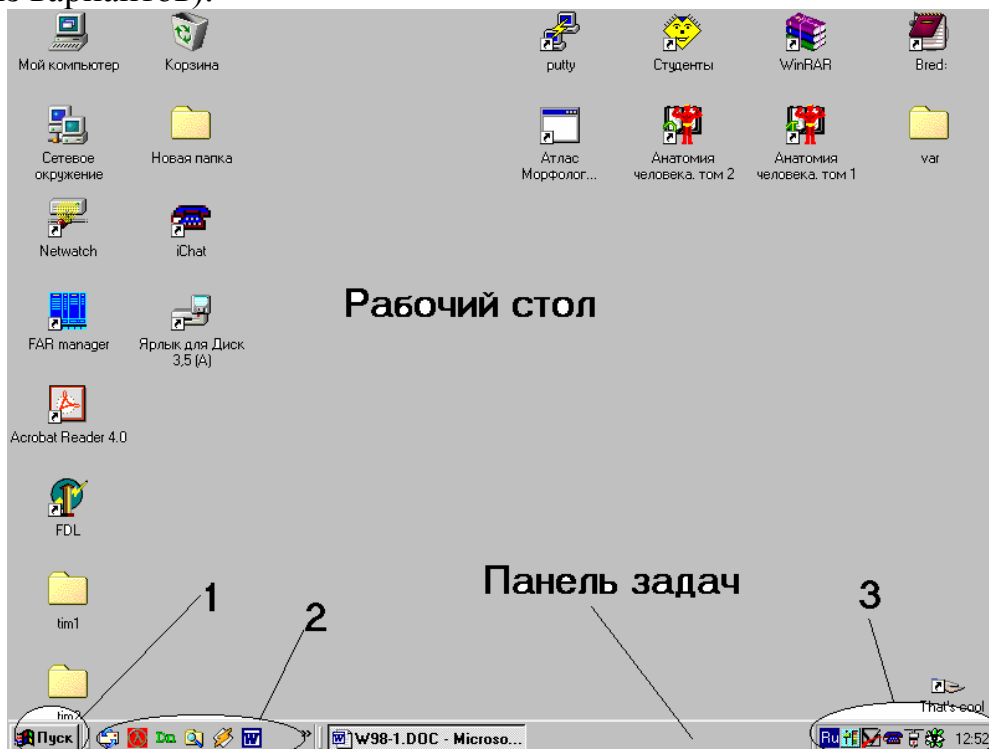 Мой компьютер
Корзина
putty
Студенты
WinRAR
Bred:
Сетевое
окружение
Новая папка
Атлас
Морфолог...
Анатомия
человека. том 2
Анатомия
человека. том 1
var
Netwatch
iChat
Рабочий стол
FAR manager
Ярлык для Диск
3,5 (A)
Acrobat Reader 4.0
FDL
Панель задач
1
2
3
tim1
That's cool
Пуск
Dn
W
»
W98-1.DOC - Microso...
Ru
12:52